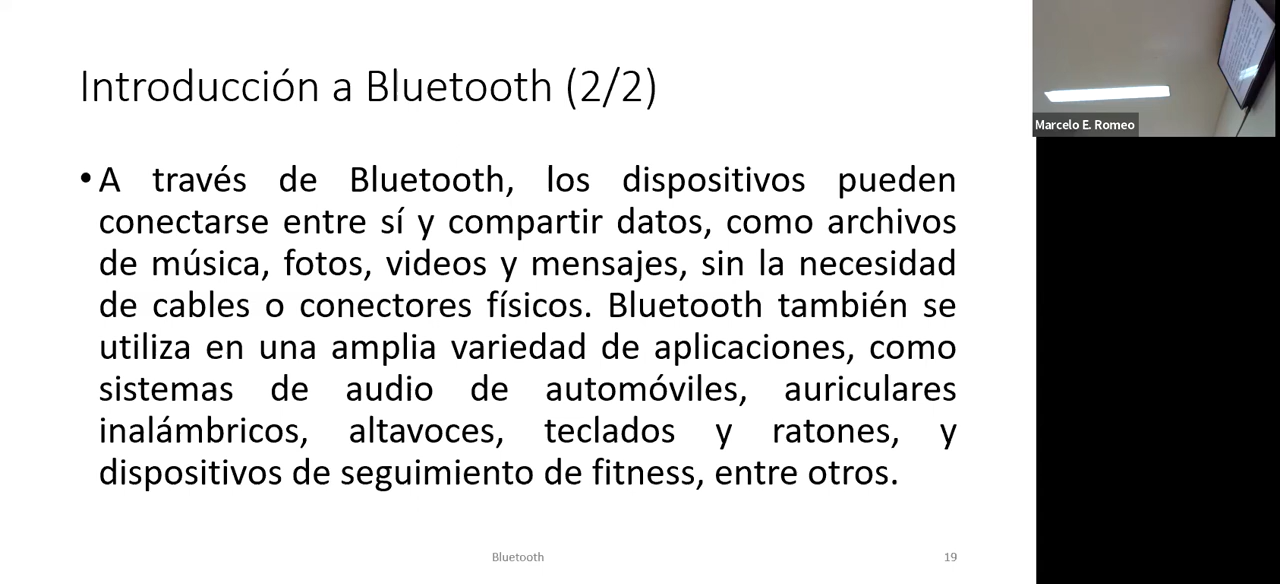 Introducción a Bluetooth (2/2)
• A través de Bluetooth, los dispositivos pueden
conectarse entre sí y compartir datos, como archivos
de música, fotos, videos y mensajes, sin la necesidad
de cables o conectores físicos. Bluetooth también se
utiliza en una amplia variedad de aplicaciones, como
sistemas de audio de automóviles, auriculares
inalámbricos, altavoces, teclados y ratones, y
dispositivos de seguimiento de fitness, entre otros.
Bluetooth
19
Marcelo E. Romeo